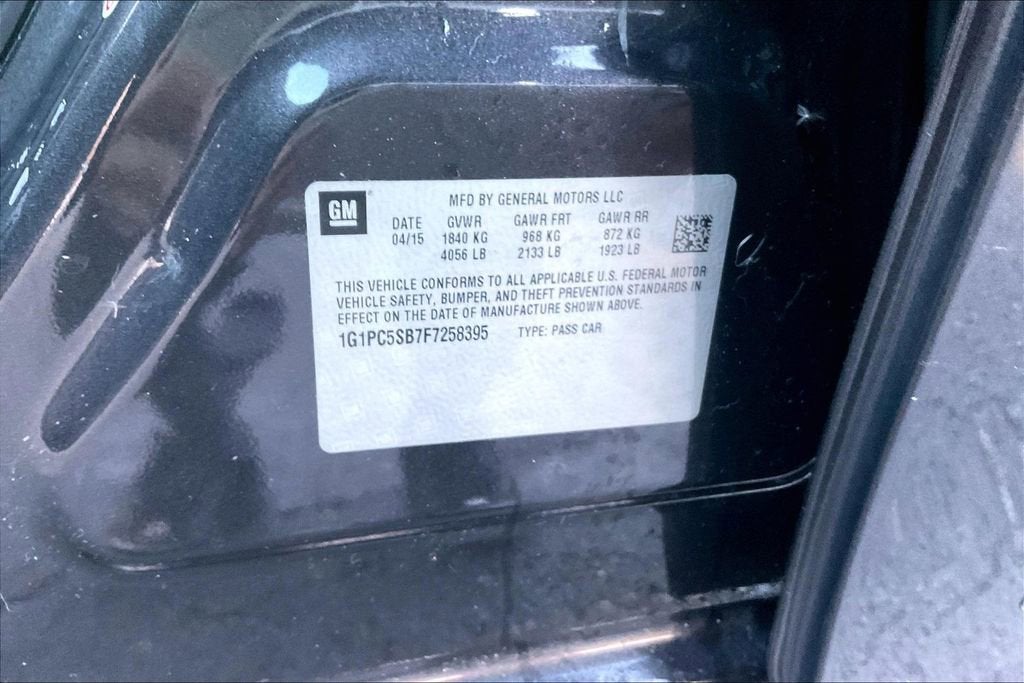 GM
MFD BY GENERAL MOTORS LLC
DATE GVWR GAWR FRT GAWR RR
04/15 1840 KG 968 KG 872 KG
4056 LB 2133 LB 1923 LB
THIS VEHICLE CONFORMS TO ALL APPLICABLE U.S. FEDERAL MOTOR
VEHICLE SAFETY, BUMPER, AND THEFT PREVENTION STANDARDS IN
EFFECT ON THE DATE OF MANUFACTURE SHOWN ABOVE.
1G1PC5SB7F7258395 TYPE: PASS CAR